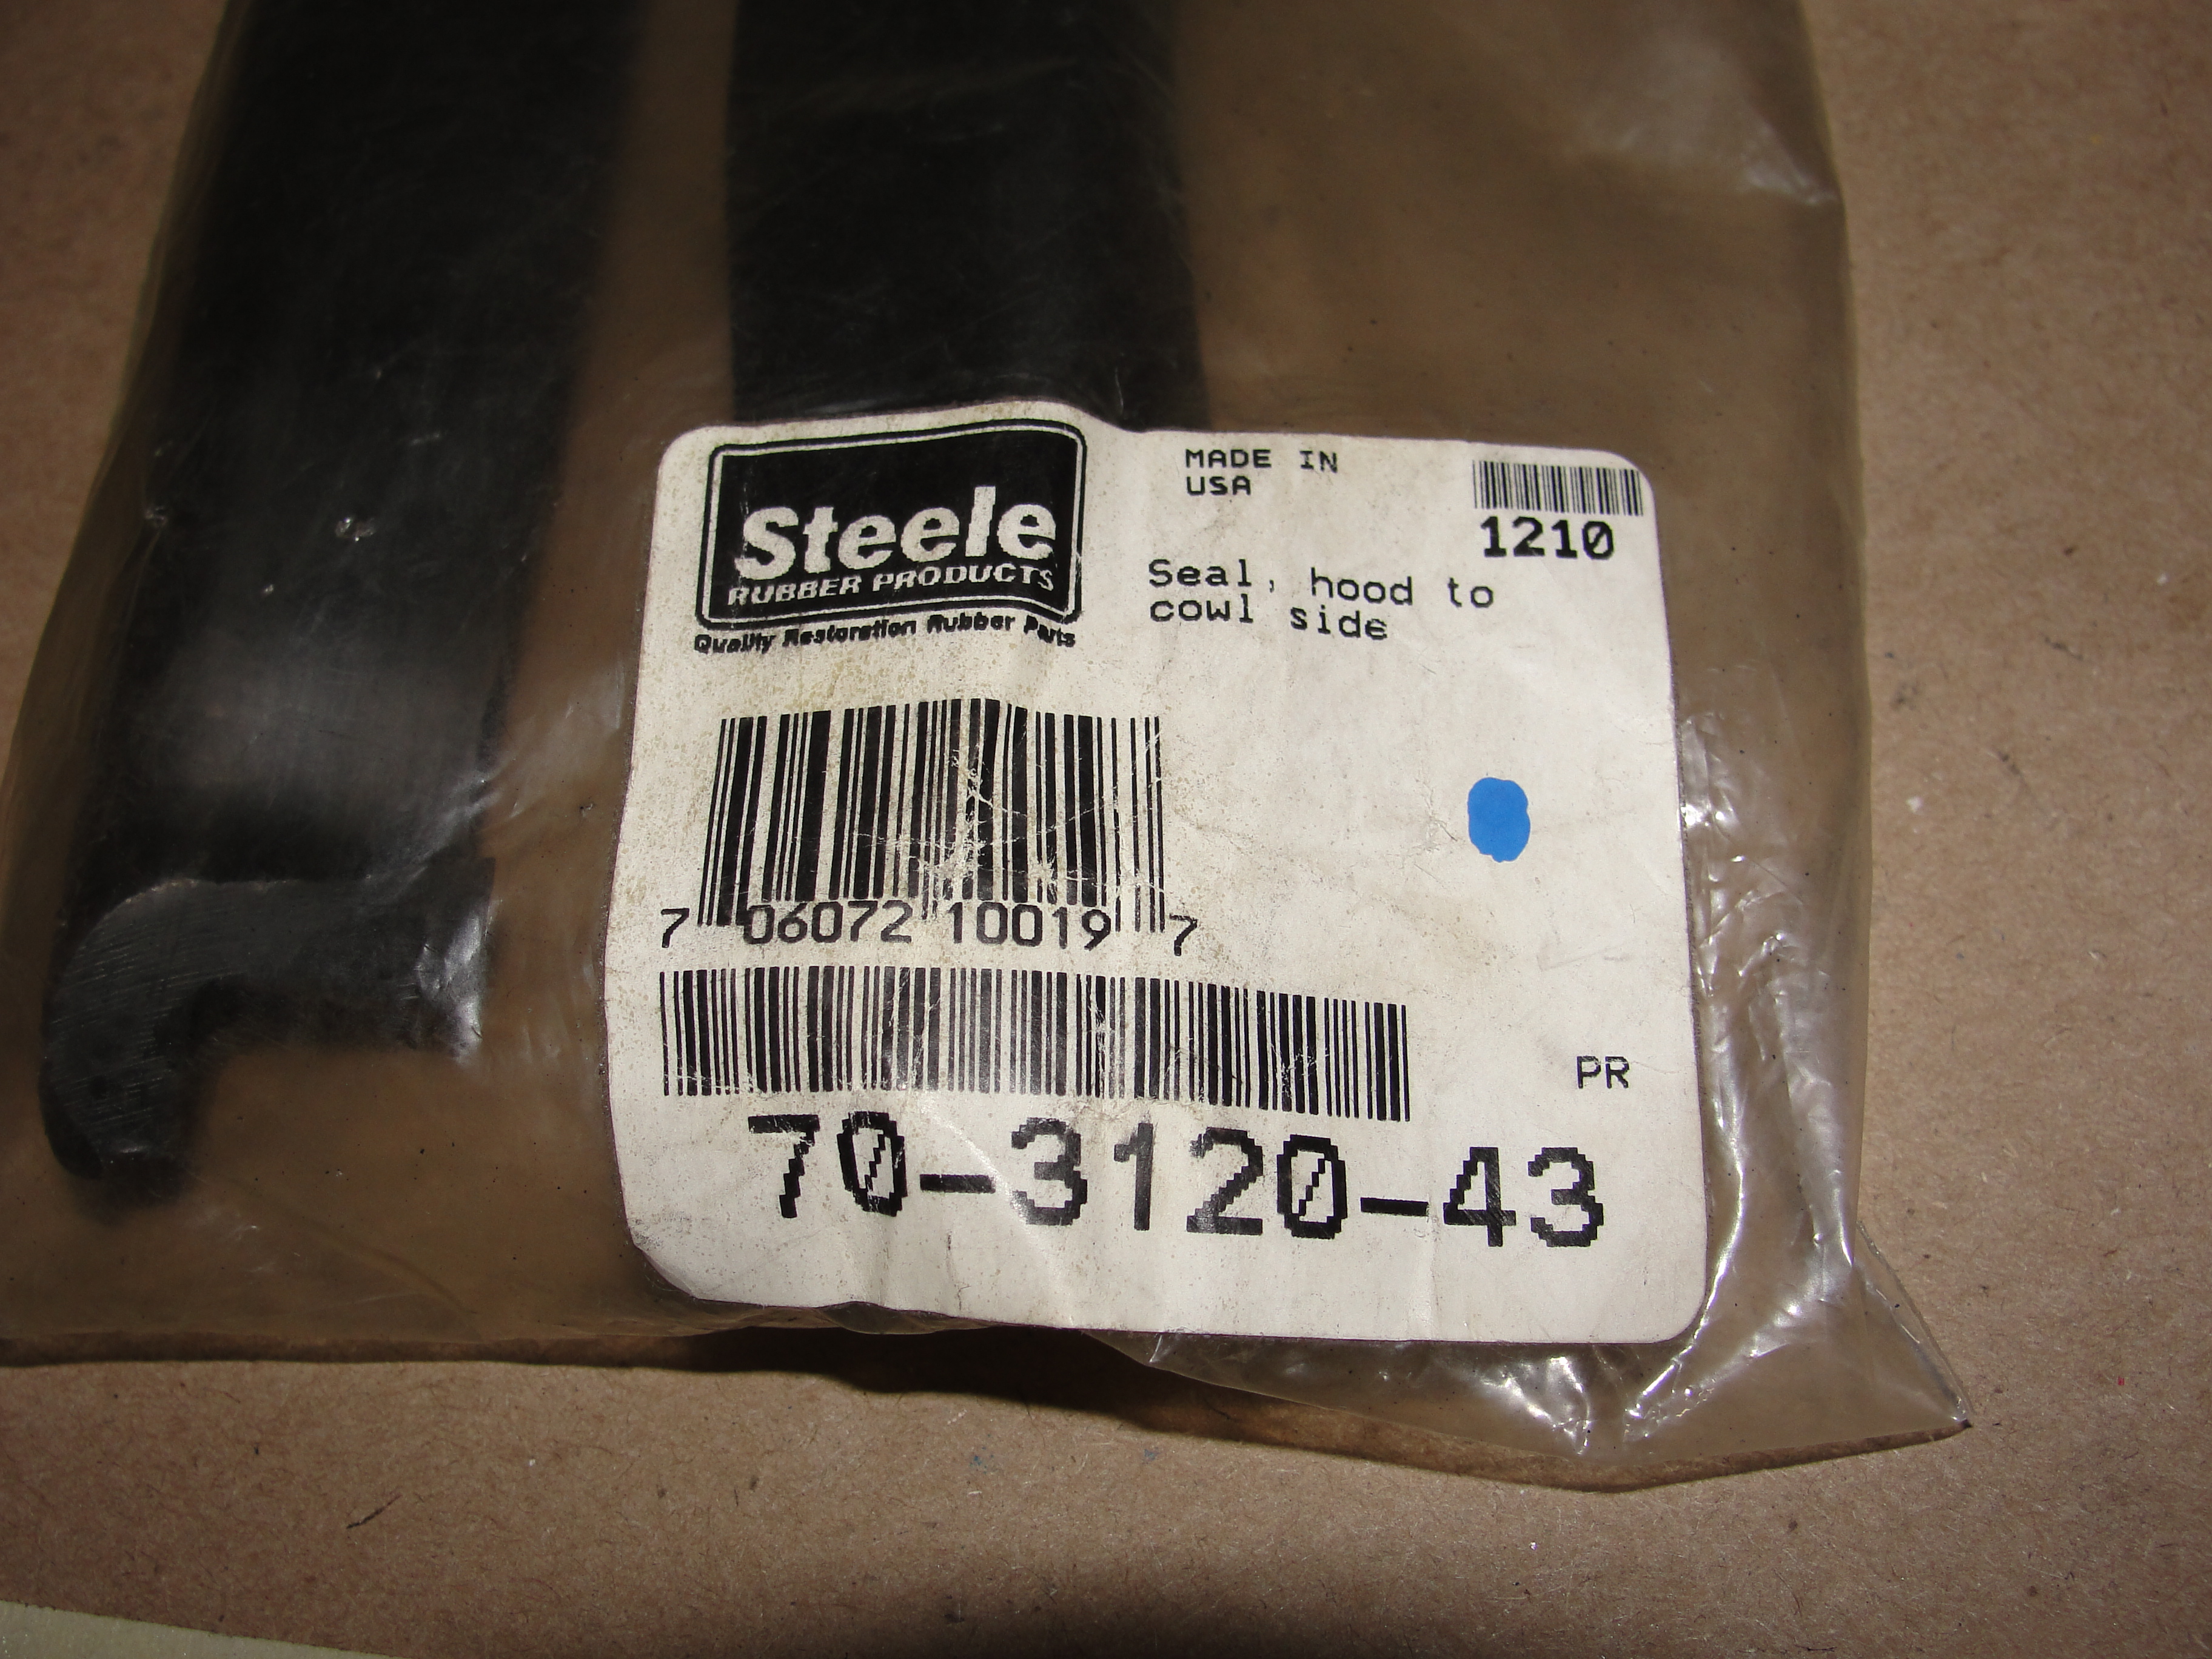 Steele
RUBBER PRODUCTS
Quality Restoration Rubber Parts
MADE IN
USA
1210
Seal, hood to
cowl side
7 06072 10019 7
PR
70-3120-43